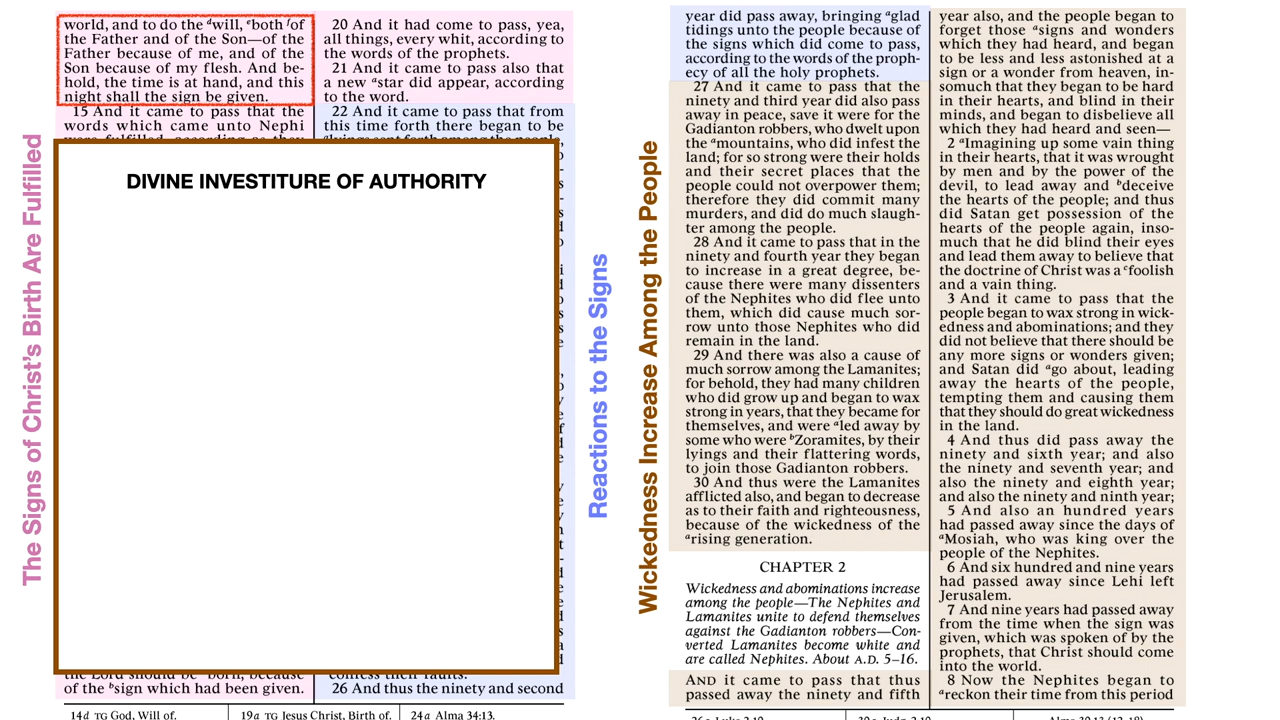 The Signs of Christ's Birth Are Fulfilled
world, and to do the ᵈwill, ᵉboth ᶠof
the Father and of the Son—of the
Father because of me, and of the
Son because of my flesh. And be-
hold, the time is at hand, and this
night shall the sign be given.
15 And it came to pass that the
words which came unto Nephi
of the ᵇsign which had been given.
20 And it had come to pass, yea,
all things, every whit, according to
the words of the prophets.
21 And it came to pass also that
a new ᵃstar did appear, according
to the word.
22 And it came to pass that from
this time forth there began to be
DIVINE INVESTITURE OF AUTHORITY
confess their faults.
26 And thus the ninety and second
14d TG God, Will of.
19a TG Jesus Christ, Birth of.
24a Alma 34:13.
Reactions to the Signs
Wickedness Increase Among the People
year did pass away, bringing ᵃglad
tidings unto the people because of
the signs which did come to pass,
according to the words of the proph-
ecy of all the holy prophets.
27 And it came to pass that the
ninety and third year did also pass
away in peace, save it were for the
Gadianton robbers, who dwelt upon
the ᵃmountains, who did infest the
land; for so strong were their holds
and their secret places that the
people could not overpower them;
therefore they did commit many
murders, and did do much slaugh-
ter among the people.
28 And it came to pass that in the
ninety and fourth year they began
to increase in a great degree, be-
cause there were many dissenters
of the Nephites who did flee unto
them, which did cause much sor-
row unto those Nephites who did
remain in the land.
29 And there was also a cause of
much sorrow among the Lamanites;
for behold, they had many children
who did grow up and began to wax
strong in years, that they became for
themselves, and were ᵃled away by
some who were ᵇZoramites, by their
lyings and their flattering words,
to join those Gadianton robbers.
30 And thus were the Lamanites
afflicted also, and began to decrease
as to their faith and righteousness,
because of the wickedness of the
ᵃrising generation.
CHAPTER 2
Wickedness and abominations increase
among the people—The Nephites and
Lamanites unite to defend themselves
against the Gadianton robbers—Con-
verted Lamanites become white and
are called Nephites. About A.D. 5–16.
AND it came to pass that thus
passed away the ninety and fifth
year also, and the people began to
forget those ᵃsigns and wonders
which they had heard, and began
to be less and less astonished at a
sign or a wonder from heaven, in-
somuch that they began to be hard
in their hearts, and blind in their
minds, and began to disbelieve all
which they had heard and seen—
2 ᵃImagining up some vain thing
in their hearts, that it was wrought
by men and by the power of the
devil, to lead away and ᵇdeceive
the hearts of the people; and thus
did Satan get possession of the
hearts of the people again, inso-
much that he did blind their eyes
and lead them away to believe that
the doctrine of Christ was a ᶜfoolish
and a vain thing.
3 And it came to pass that the
people began to wax strong in wick-
edness and abominations; and they
did not believe that there should be
any more signs or wonders given;
and Satan did ᵃgo about, leading
away the hearts of the people,
tempting them and causing them
that they should do great wickedness
in the land.
4 And thus did pass away the
ninety and sixth year; and also
the ninety and seventh year; and
also the ninety and eighth year;
and also the ninety and ninth year;
5 And also an hundred years
had passed away since the days of
ᵃMosiah, who was king over the
people of the Nephites.
6 And six hundred and nine years
had passed away since Lehi left
Jerusalem.
7 And nine years had passed away
from the time when the sign was
given, which was spoken of by the
prophets, that Christ should come
into the world.
8 Now the Nephites began to
ᵃreckon their time from this period